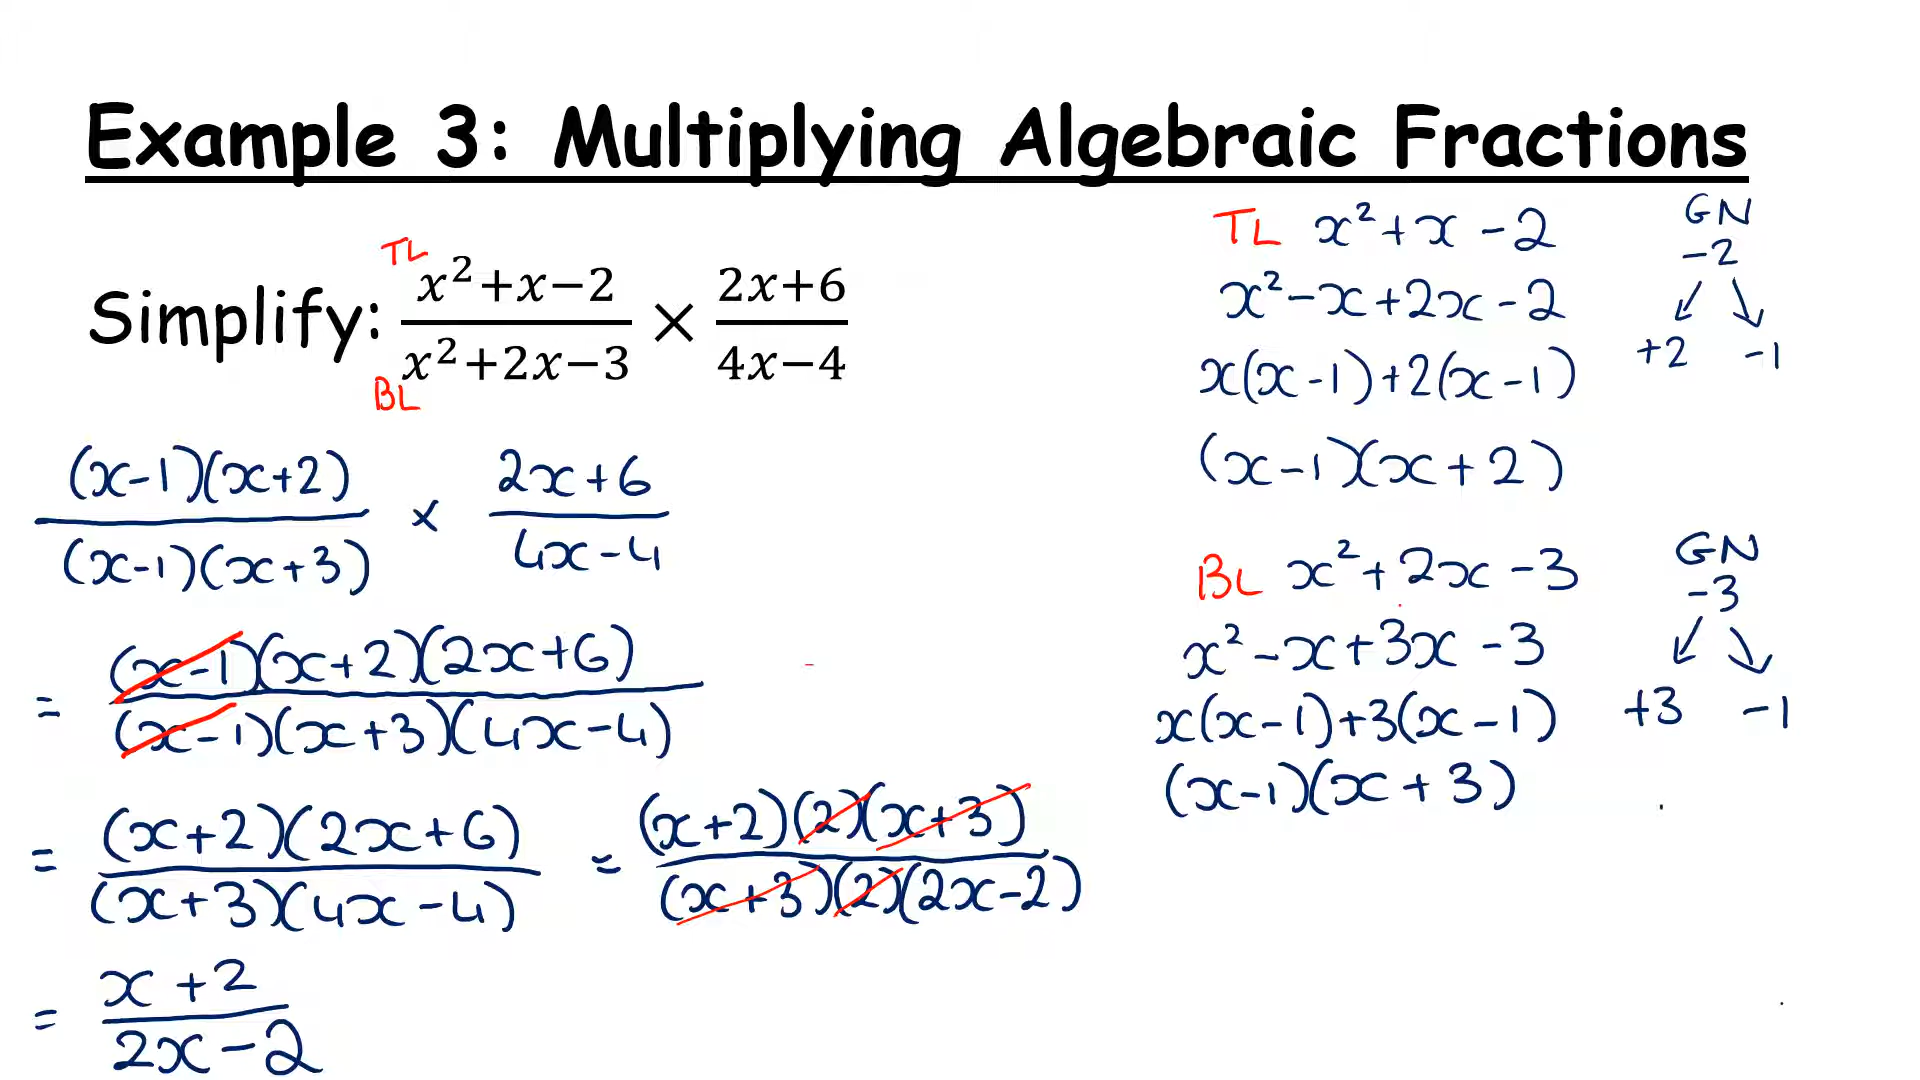 Example 3: Multiplying Algebraic Fractions
Simplify: TL x²+x−2 / BL x²+2x−3 × 2x+6 / 4x−4
(x-1)(x+2) / (x-1)(x+3) × 2x+6 / 4x-4
= (x-1)(x+2)(2x+6) / (x-1)(x+3)(4x-4)
= (x+2)(2x+6) / (x+3)(4x-4) = (x+2)(2)(x+3) / (x+3)(2)(2x-2)
= x+2 / 2x-2
TL x²+x-2
x²-x+2x-2
x(x-1)+2(x-1)
(x-1)(x+2)
GN
-2
+2 -1
BL x²+2x-3
x²-x+3x-3
x(x-1)+3(x-1)
(x-1)(x+3)
GN
-3
+3 -1